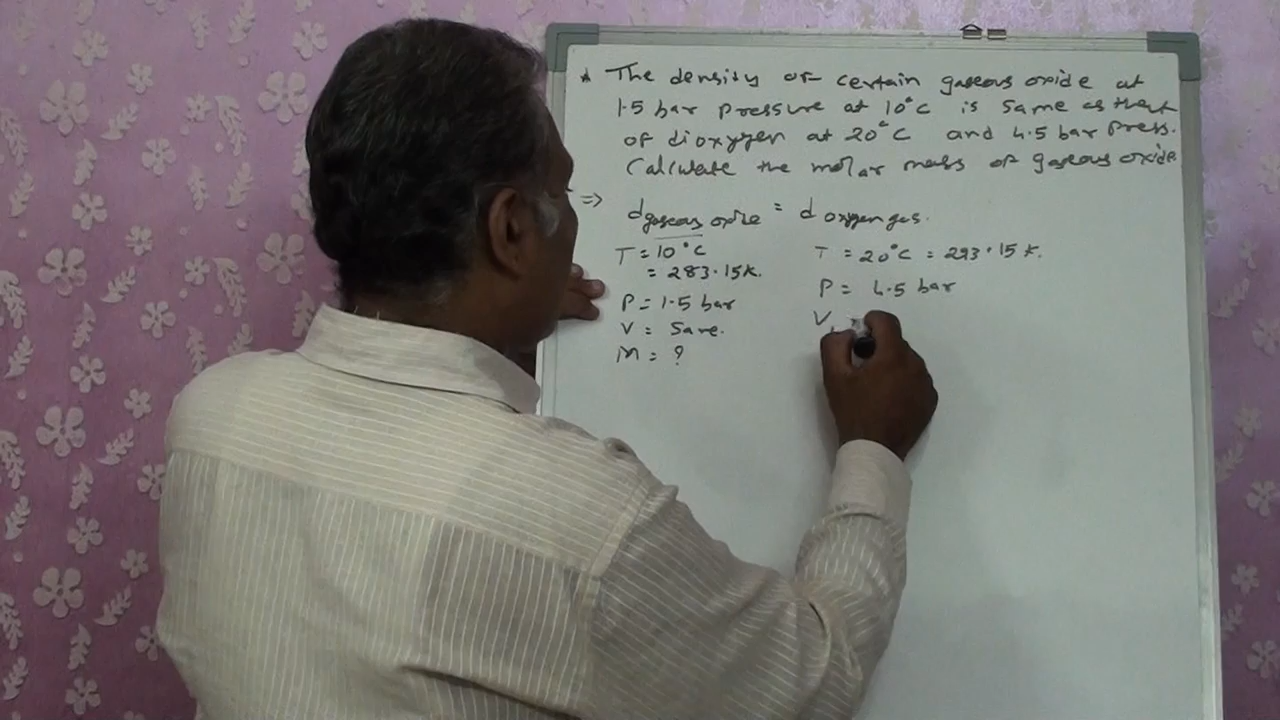 * The density of certain gaseous oxide at
1.5 bar pressure at 10°C is same as that
of dioxygen at 20°C and 4.5 bar press.
Calculate the molar mass of gaseous oxide
=> d gaseous oxide = d oxygen gas.
T = 10°C T = 20°C = 293.15 K.
= 283.15K. P = 4.5 bar
P = 1.5 bar V =
V = Same.
M = ?